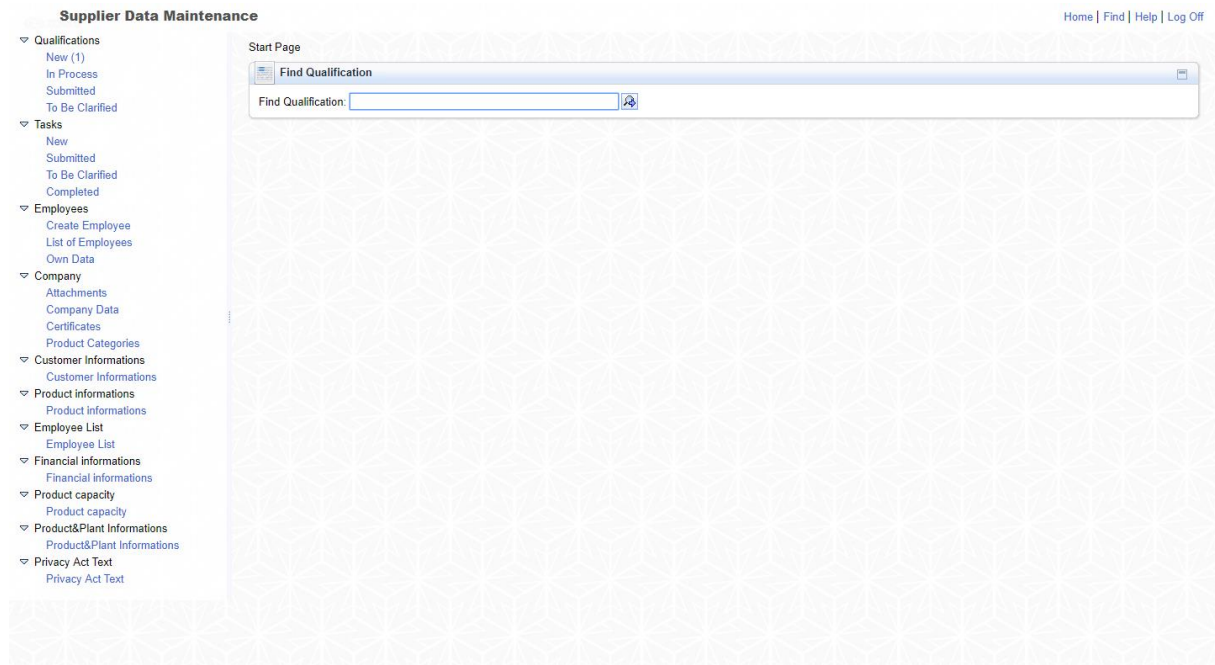 Supplier Data Maintenance
Home | Find | Help | Log Off
Qualifications
New (1)
In Process
Submitted
To Be Clarified
Tasks
New
Submitted
To Be Clarified
Completed
Employees
Create Employee
List of Employees
Own Data
Company
Attachments
Company Data
Certificates
Product Categories
Customer Informations
Customer Informations
Product informations
Product informations
Employee List
Employee List
Financial informations
Financial informations
Product capacity
Product capacity
Product&Plant Informations
Product&Plant Informations
Privacy Act Text
Privacy Act Text
Start Page
Find Qualification
Find Qualification: